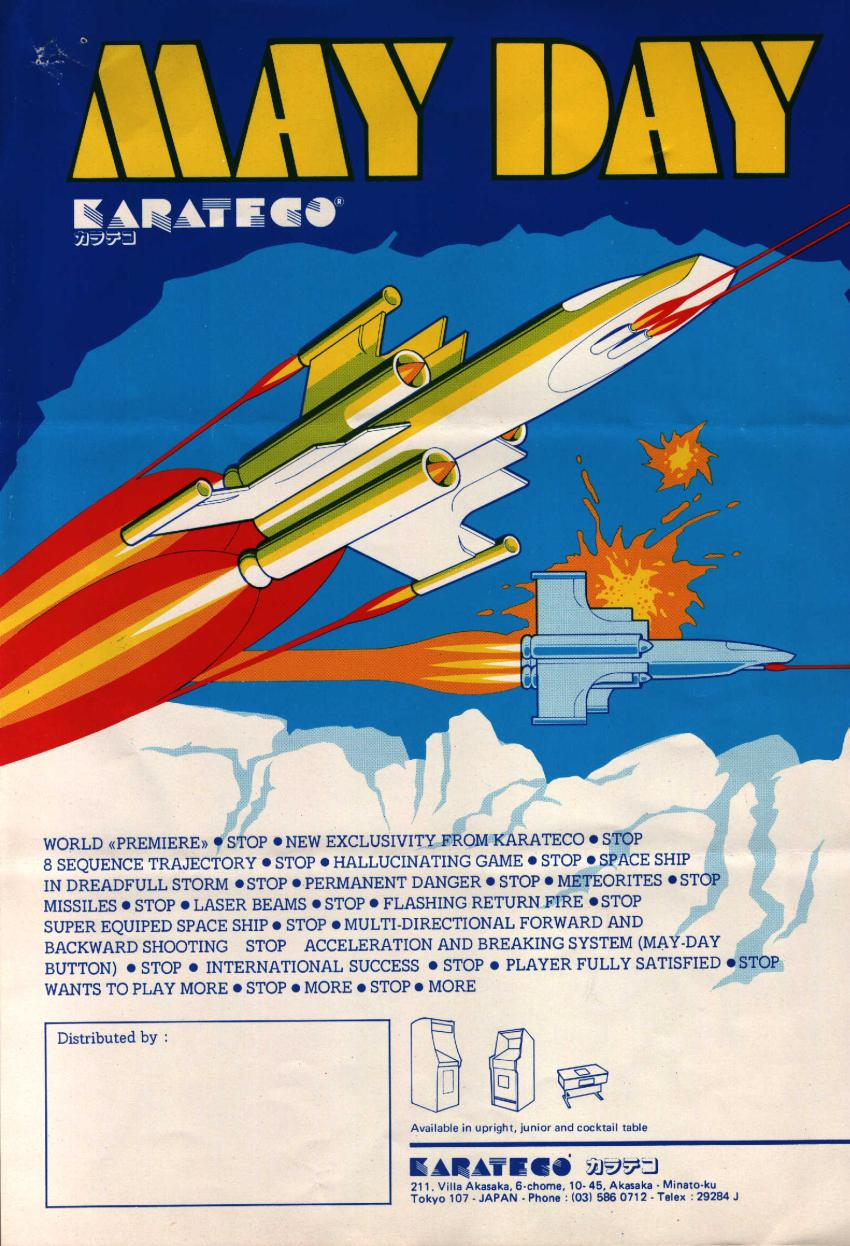 MAY DAY
KARATECO®
カラテコ
WORLD «PREMIERE» ● STOP ● NEW EXCLUSIVITY FROM KARATECO ● STOP
8 SEQUENCE TRAJECTORY ● STOP ● HALLUCINATING GAME ● STOP ● SPACE SHIP
IN DREADFULL STORM ● STOP ● PERMANENT DANGER ● STOP ● METEORITES ● STOP
MISSILES ● STOP ● LASER BEAMS ● STOP ● FLASHING RETURN FIRE ● STOP
SUPER EQUIPED SPACE SHIP ● STOP ● MULTI-DIRECTIONAL FORWARD AND
BACKWARD SHOOTING STOP ACCELERATION AND BREAKING SYSTEM (MAY-DAY
BUTTON) ● STOP ● INTERNATIONAL SUCCESS ● STOP ● PLAYER FULLY SATISFIED ● STOP
WANTS TO PLAY MORE ● STOP ● MORE ● STOP ● MORE
Distributed by :
Available in upright, junior and cocktail table
KARATECO カラテコ
211, Villa Akasaka, 6-chome, 10-45, Akasaka - Minato-ku
Tokyo 107 - JAPAN - Phone : (03) 586 0712 - Telex : 29284 J